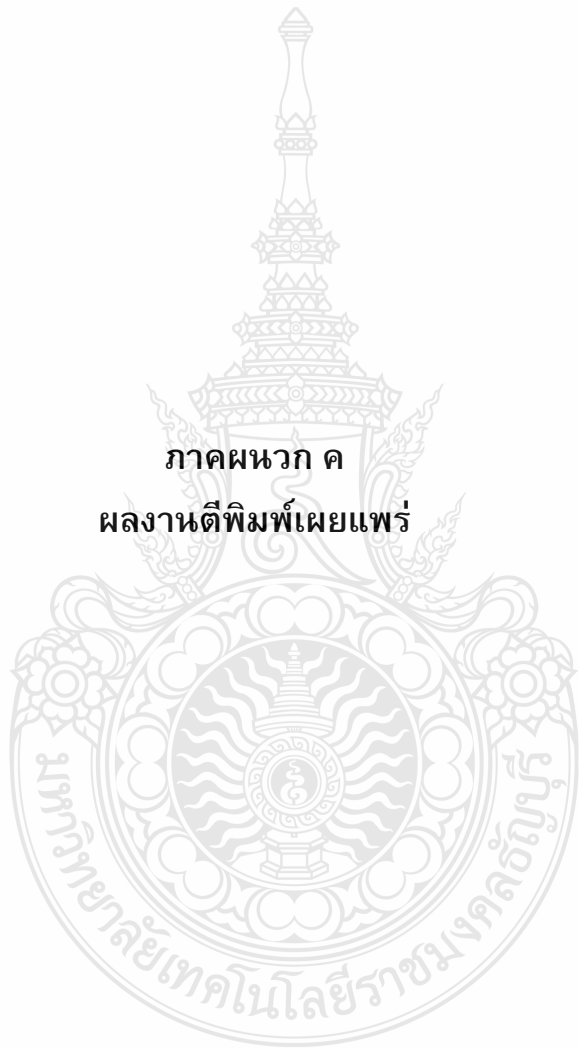 ภาคผนวก ค
ผลงานตีพิมพ์เผยแพร่
มหาวิทยาลัยเทคโนโลยีราชมงคลธัญบุรี